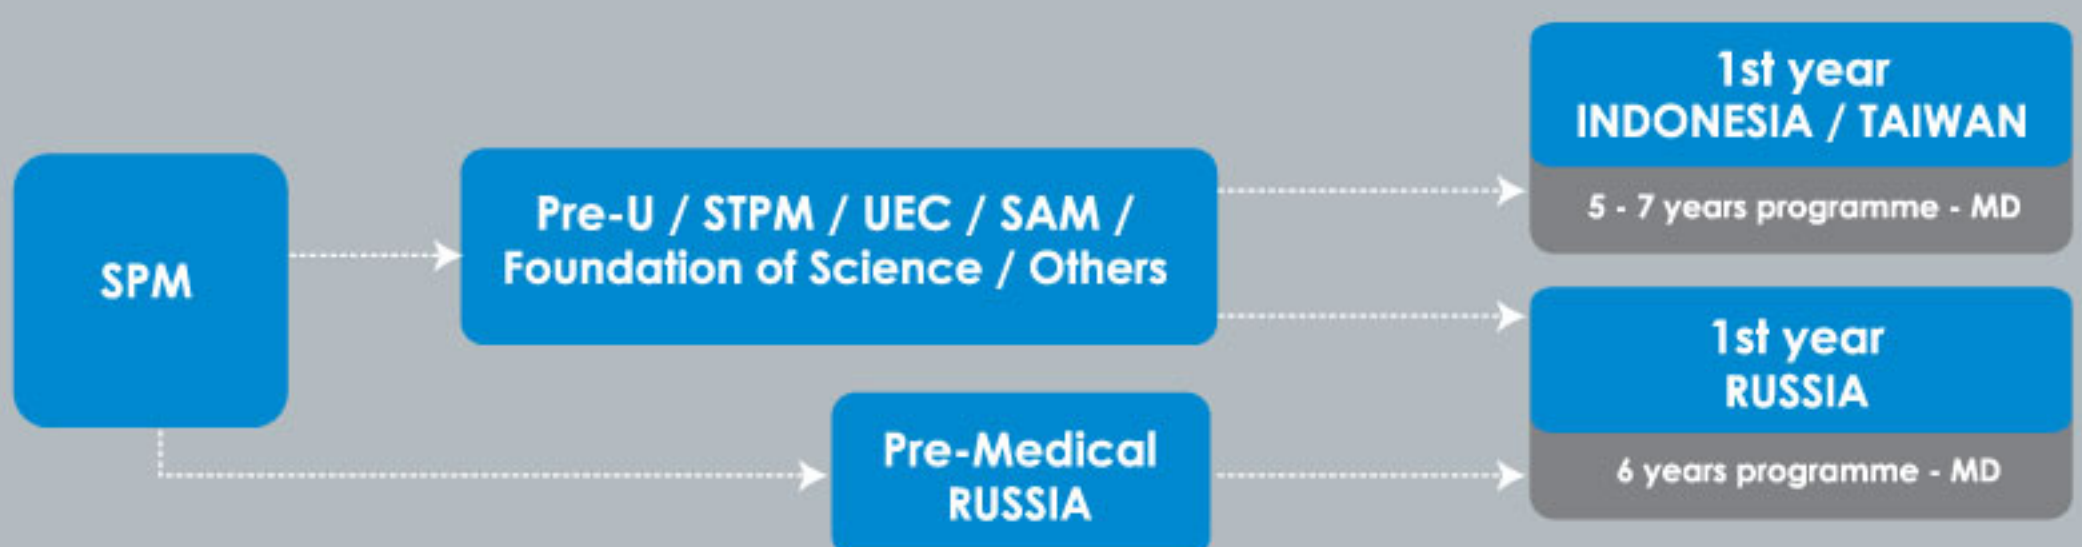 SPM
Pre-U / STPM / UEC / SAM /
Foundation of Science / Others
Pre-Medical
RUSSIA
1st year
INDONESIA / TAIWAN
5 - 7 years programme - MD
1st year
RUSSIA
6 years programme - MD